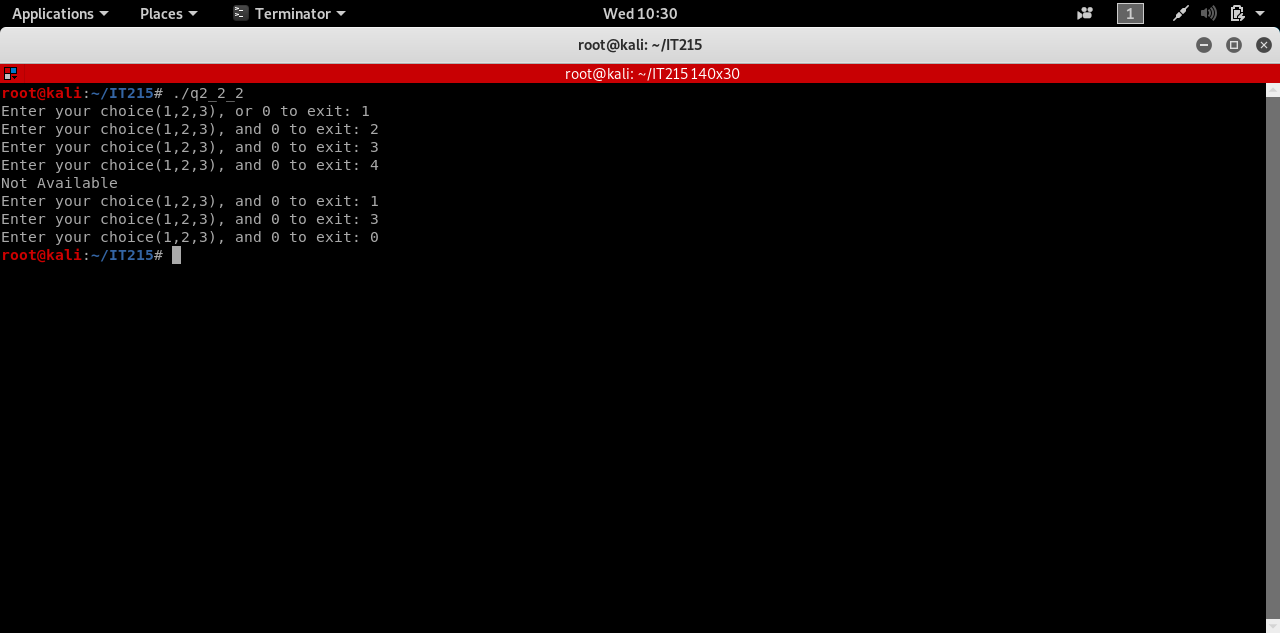 Applications Places Terminator Wed 10:30 1
root@kali: ~/IT215
root@kali: ~/IT215 140x30
root@kali:~/IT215# ./q2_2_2
Enter your choice(1,2,3), or 0 to exit: 1
Enter your choice(1,2,3), and 0 to exit: 2
Enter your choice(1,2,3), and 0 to exit: 3
Enter your choice(1,2,3), and 0 to exit: 4
Not Available
Enter your choice(1,2,3), and 0 to exit: 1
Enter your choice(1,2,3), and 0 to exit: 3
Enter your choice(1,2,3), and 0 to exit: 0
root@kali:~/IT215#